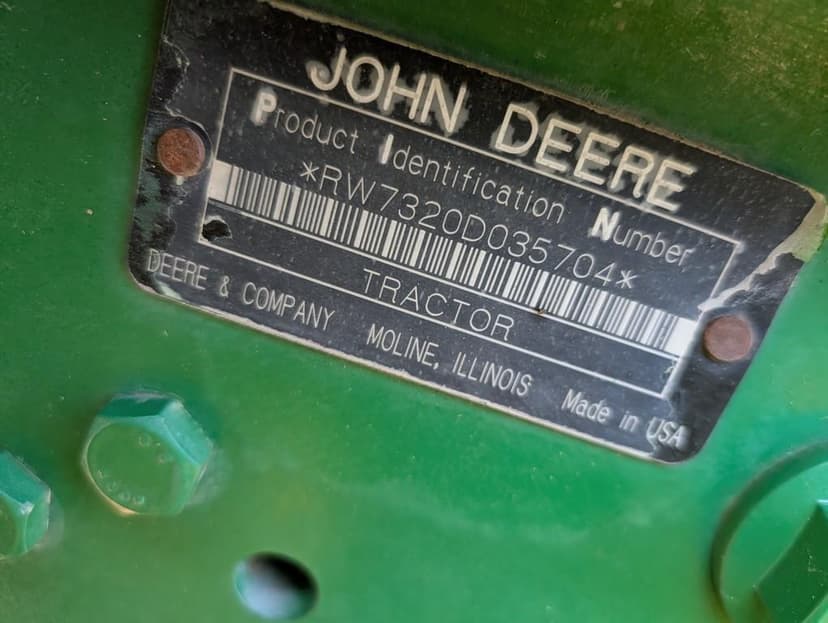 JOHN DEERE
Product Identification Number
*RW7320D035704*
TRACTOR
DEERE & COMPANY MOLINE, ILLINOIS Made in USA